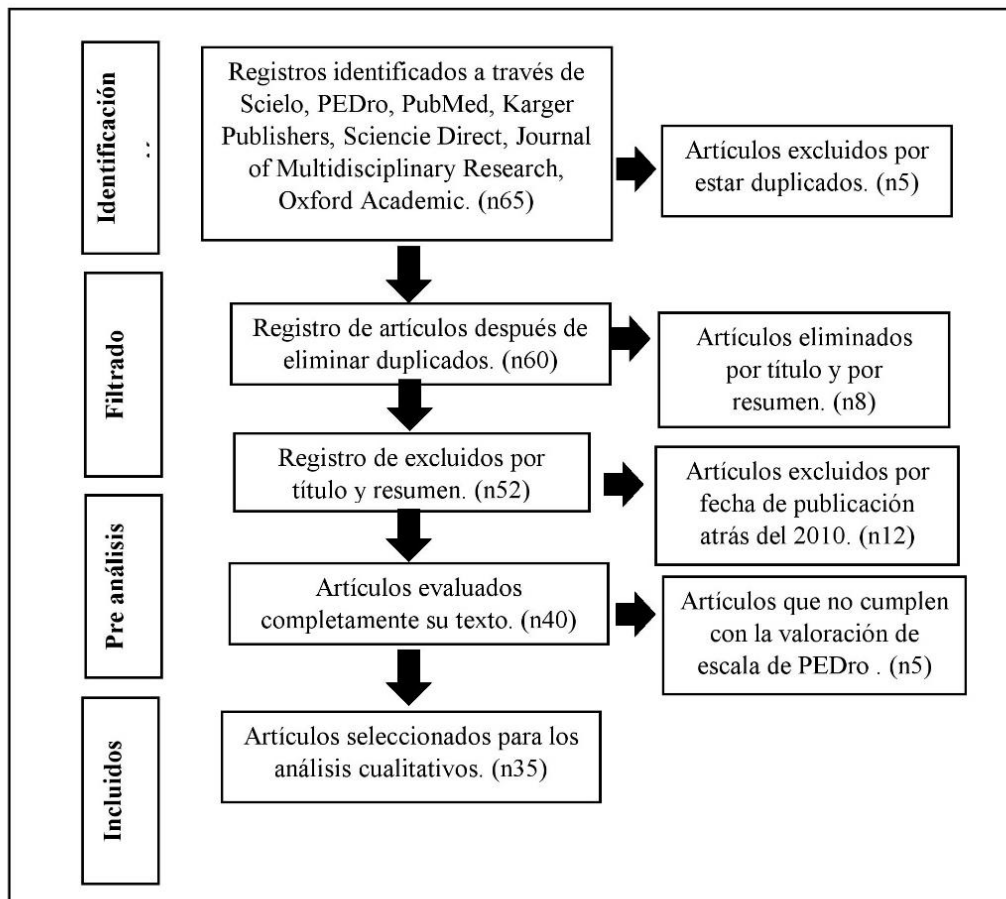 Identificación
Registros identificados a través de
Scielo, PEDro, PubMed, Karger
Publishers, Sciencie Direct, Journal
of Multidisciplinary Research,
Oxford Academic. (n65)
Artículos excluidos por
estar duplicados. (n5)
Filtrado
Registro de artículos después de
eliminar duplicados. (n60)
Artículos eliminados
por título y por
resumen. (n8)
Registro de excluidos por
título y resumen. (n52)
Artículos excluidos por
fecha de publicación
atrás del 2010. (n12)
Pre análisis
Artículos evaluados
completamente su texto. (n40)
Artículos que no cumplen
con la valoración de
escala de PEDro . (n5)
Incluidos
Artículos seleccionados para los
análisis cualitativos. (n35)